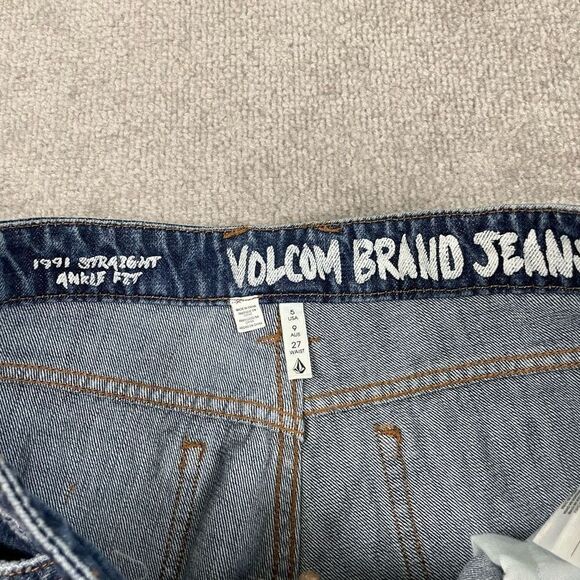 1991 STRAIGHT
ANKLE FIT
VOLCOM BRAND JEANS
5
USA
9
AUS
27
WAIST